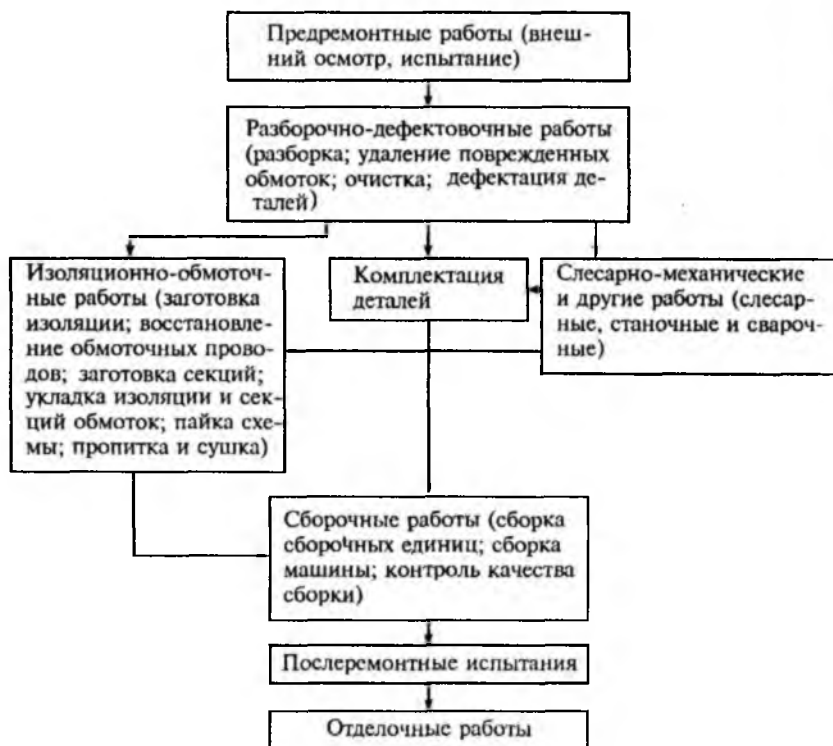 Предремонтные работы (внеш-
ний осмотр, испытание)
Разборочно-дефектовочные работы
(разборка; удаление поврежденных
обмоток; очистка; дефектация де-
талей)
Изоляционно-обмоточ-
ные работы (заготовка
изоляции; восстановле-
ние обмоточных прово-
дов; заготовка секций;
укладка изоляции и сек-
ций обмоток; пайка схе-
мы; пропитка и сушка)
Комплектация
деталей
Слесарно-механические
и другие работы (слесар-
ные, станочные и свароч-
ные)
Сборочные работы (сборка
сборочных единиц; сборка
машины; контроль качества
сборки)
Послеремонтные испытания
Отделочные работы